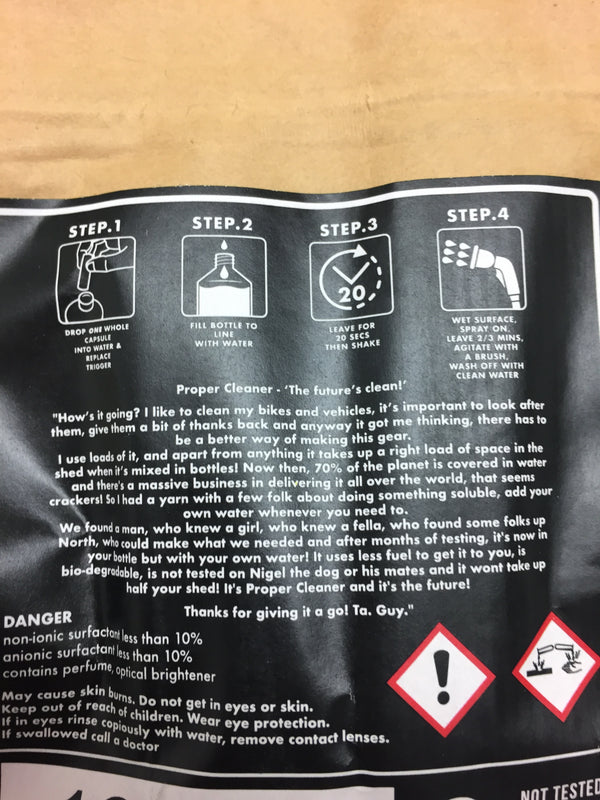 STEP.1
STEP.2
STEP.3
STEP.4
20
DROP ONE WHOLE
CAPSULE
INTO WATER &
REPLACE
TRIGGER
FILL BOTTLE TO
LINE
WITH WATER
LEAVE FOR
20 SECS
THEN SHAKE
WET SURFACE,
SPRAY ON,
LEAVE 2/3 MINS,
AGITATE WITH
A BRUSH,
WASH OFF WITH
CLEAN WATER
Proper Cleaner - 'The future's clean!'
"How's it going? I like to clean my bikes and vehicles, it's important to look after
them, give them a bit of thanks back and anyway it got me thinking, there has to
be a better way of making this gear.
I use loads of it, and apart from anything it takes up a right load of space in the
shed when it's mixed in bottles! Now then, 70% of the planet is covered in water
and there's a massive business in delivering it all over the world, that seems
crackers! So I had a yarn with a few folk about doing something soluble, add your
own water whenever you need to.
We found a man, who knew a girl, who knew a fella, who found some folks up
North, who could make what we needed and after months of testing, it's now in
your bottle but with your own water! It uses less fuel to get it to you, is
bio-degradable, is not tested on Nigel the dog or his mates and it wont take up
half your shed! It's Proper Cleaner and it's the future!
Thanks for giving it a go! Ta. Guy."
DANGER
non-ionic surfactant less than 10%
anionic surfactant less than 10%
contains perfume, optical brightener
May cause skin burns. Do not get in eyes or skin.
Keep out of reach of children. Wear eye protection.
If in eyes rinse copiously with water, remove contact lenses.
If swallowed call a doctor
NOT TESTED